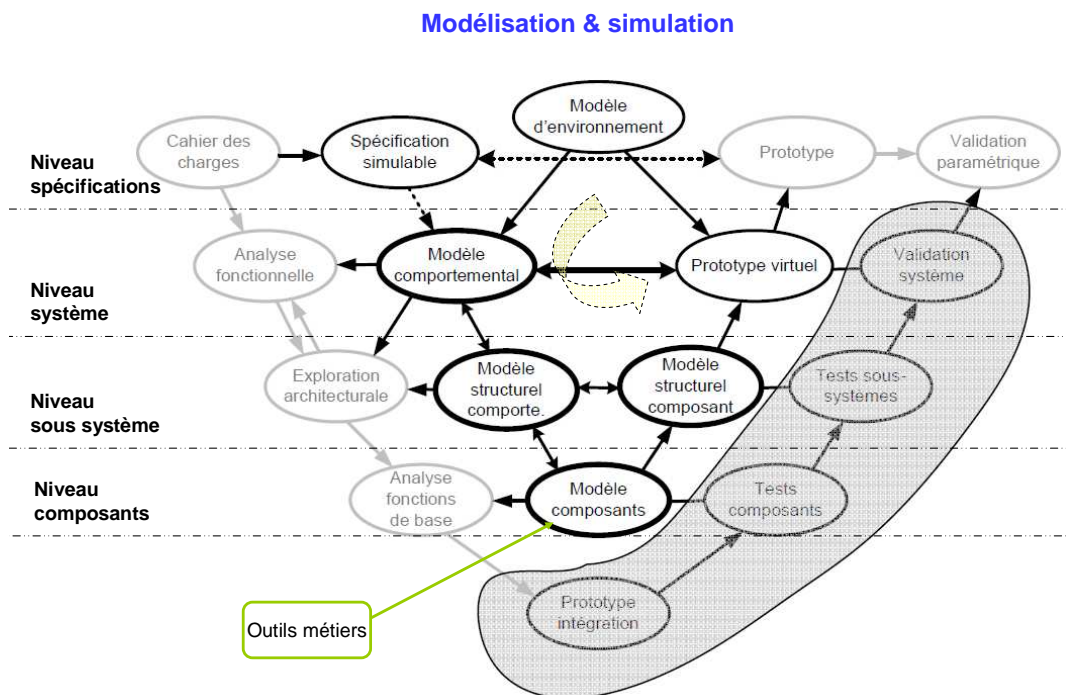 Modélisation & simulation
Modèle
d'environnement
Cahier des
charges
Spécification
simulable
Prototype
Validation
paramétrique
Niveau
spécifications
Analyse
fonctionnelle
Modèle
comportemental
Prototype virtuel
Validation
système
Niveau
système
Exploration
architecturale
Modèle
structurel
comporte.
Modèle
structurel
composant
Tests sous-
systèmes
Niveau
sous système
Analyse
fonctions
de base
Modèle
composants
Tests
composants
Niveau
composants
Prototype
intégration
Outils métiers